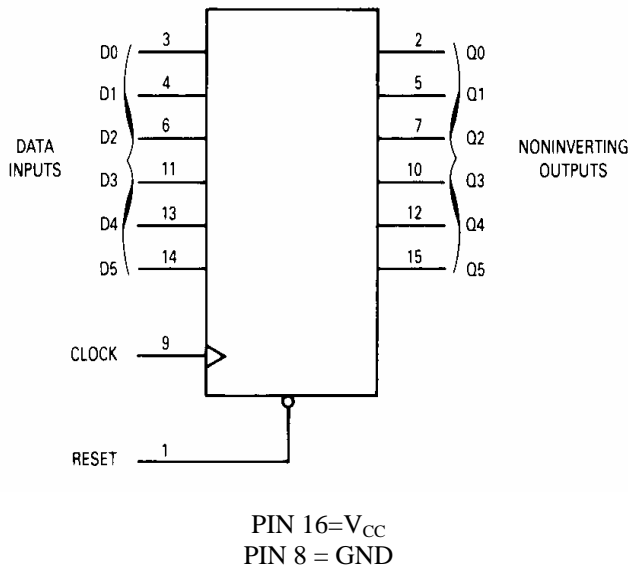 D0 3 2 Q0
D1 4 5 Q1
D2 6 7 Q2
DATA INPUTS
NONINVERTING OUTPUTS
D3 11 10 Q3
D4 13 12 Q4
D5 14 15 Q5
CLOCK 9
RESET 1
PIN 16=VCC
PIN 8 = GND